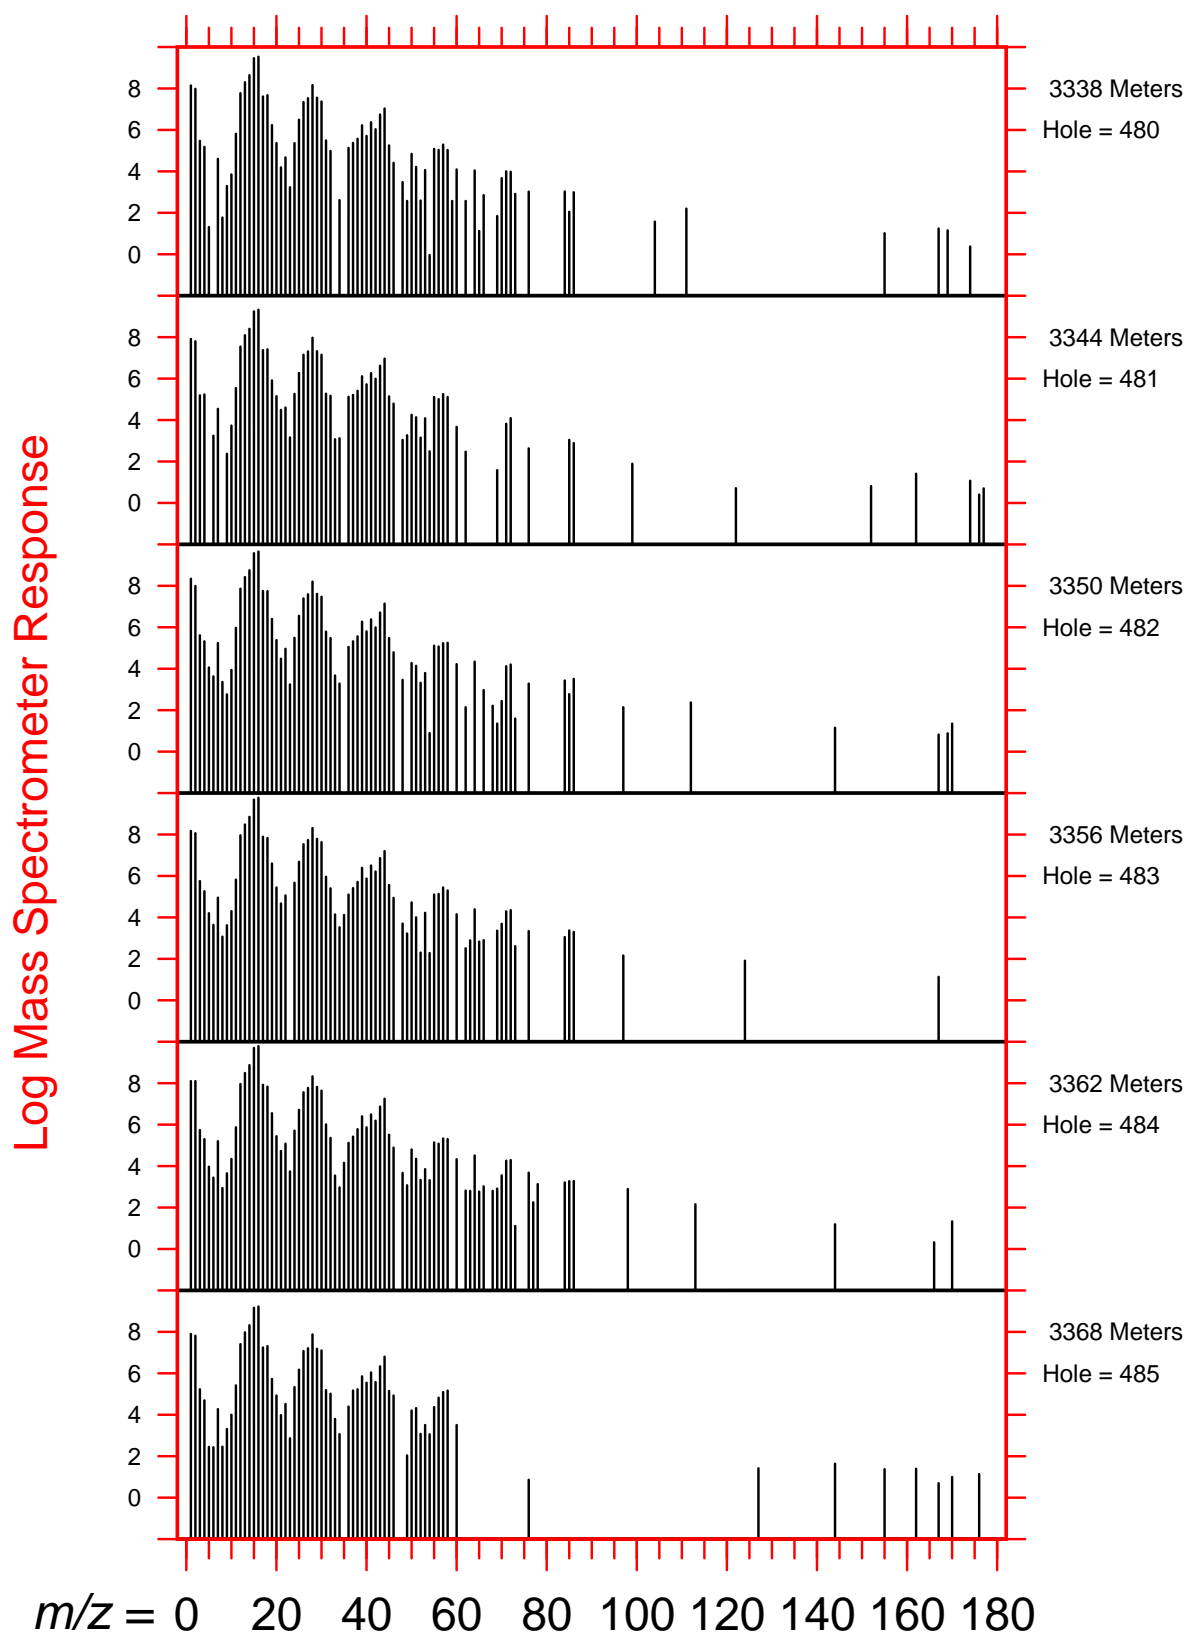 Log Mass Spectrometer Response
8
6
4
2
0
3338 Meters
Hole = 480
8
6
4
2
0
3344 Meters
Hole = 481
8
6
4
2
0
3350 Meters
Hole = 482
8
6
4
2
0
3356 Meters
Hole = 483
8
6
4
2
0
3362 Meters
Hole = 484
8
6
4
2
0
3368 Meters
Hole = 485
m/z = 0 20 40 60 80 100 120 140 160 180